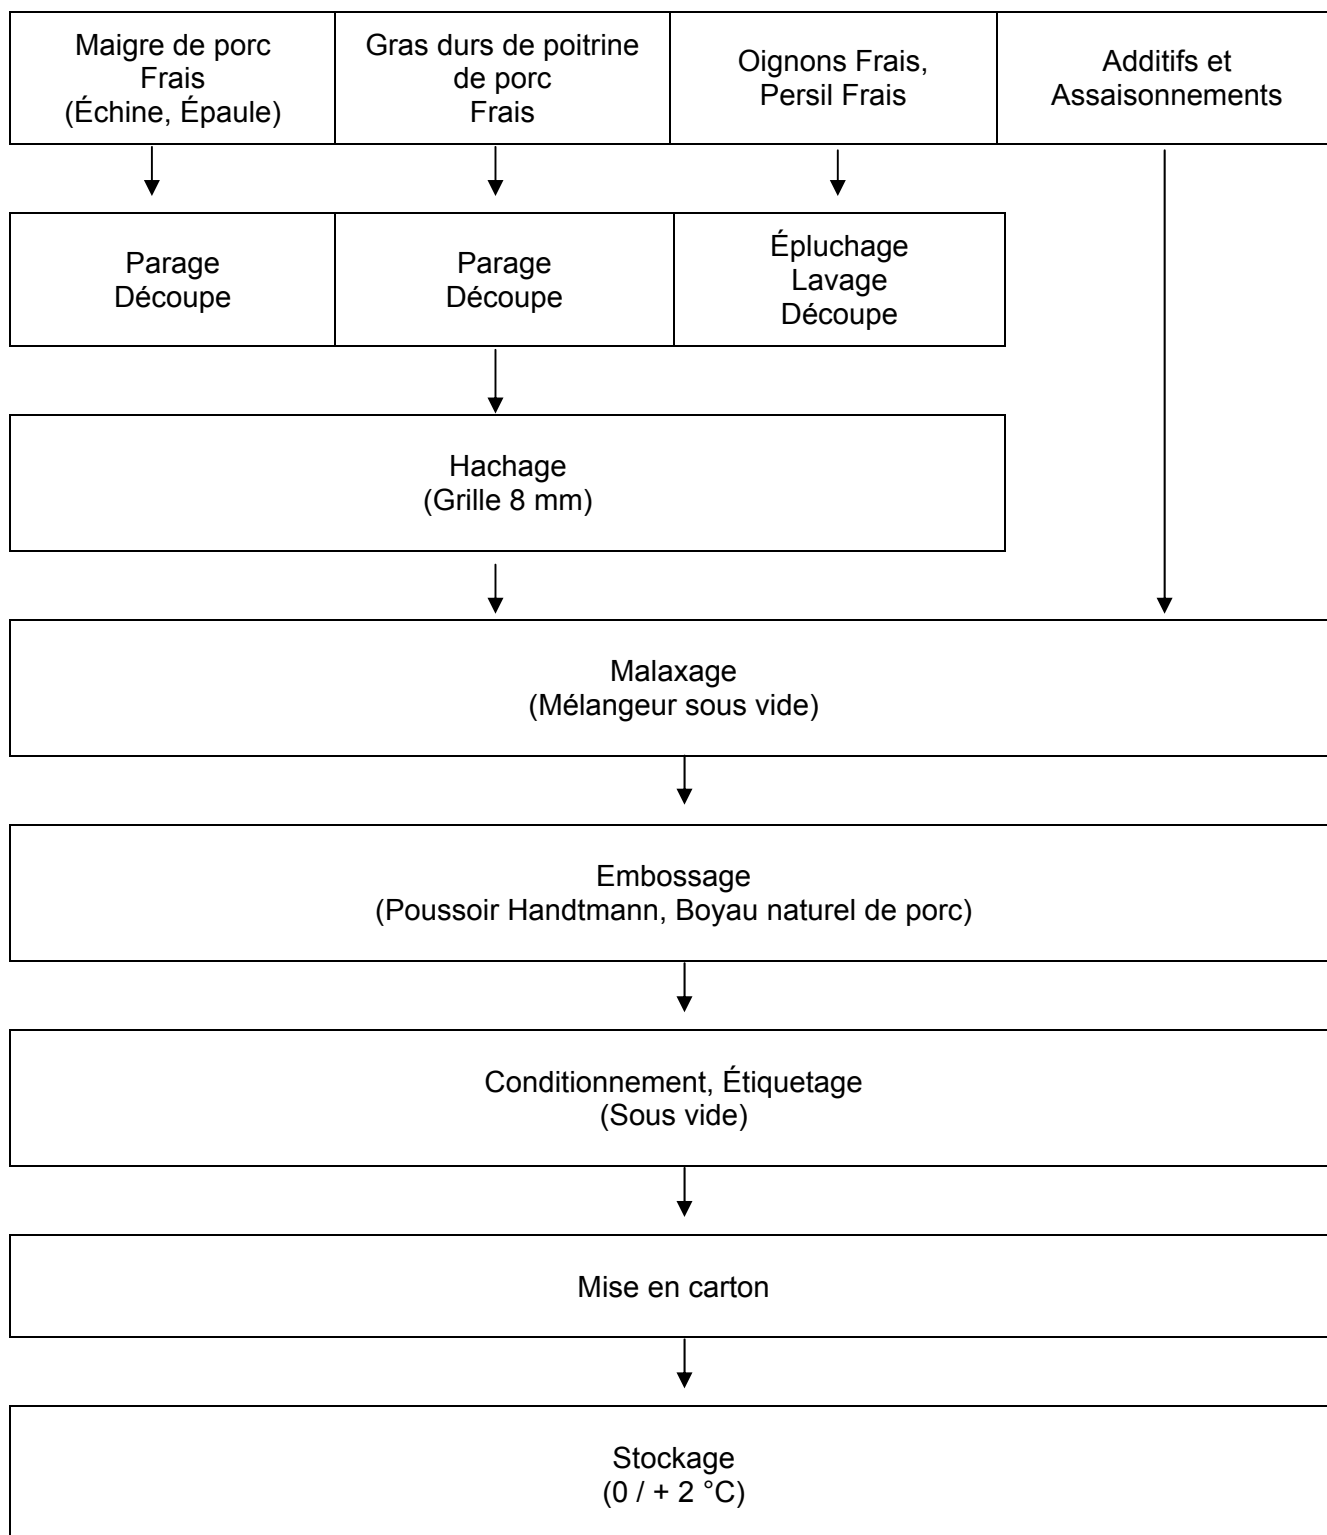 Maigre de porc
Frais
(Échine, Épaule)
Gras durs de poitrine
de porc
Frais
Oignons Frais,
Persil Frais
Additifs et
Assaisonnements
Parage
Découpe
Parage
Découpe
Épluchage
Lavage
Découpe
Hachage
(Grille 8 mm)
Malaxage
(Mélangeur sous vide)
Embossage
(Poussoir Handtmann, Boyau naturel de porc)
Conditionnement, Étiquetage
(Sous vide)
Mise en carton
Stockage
(0 / + 2 °C)